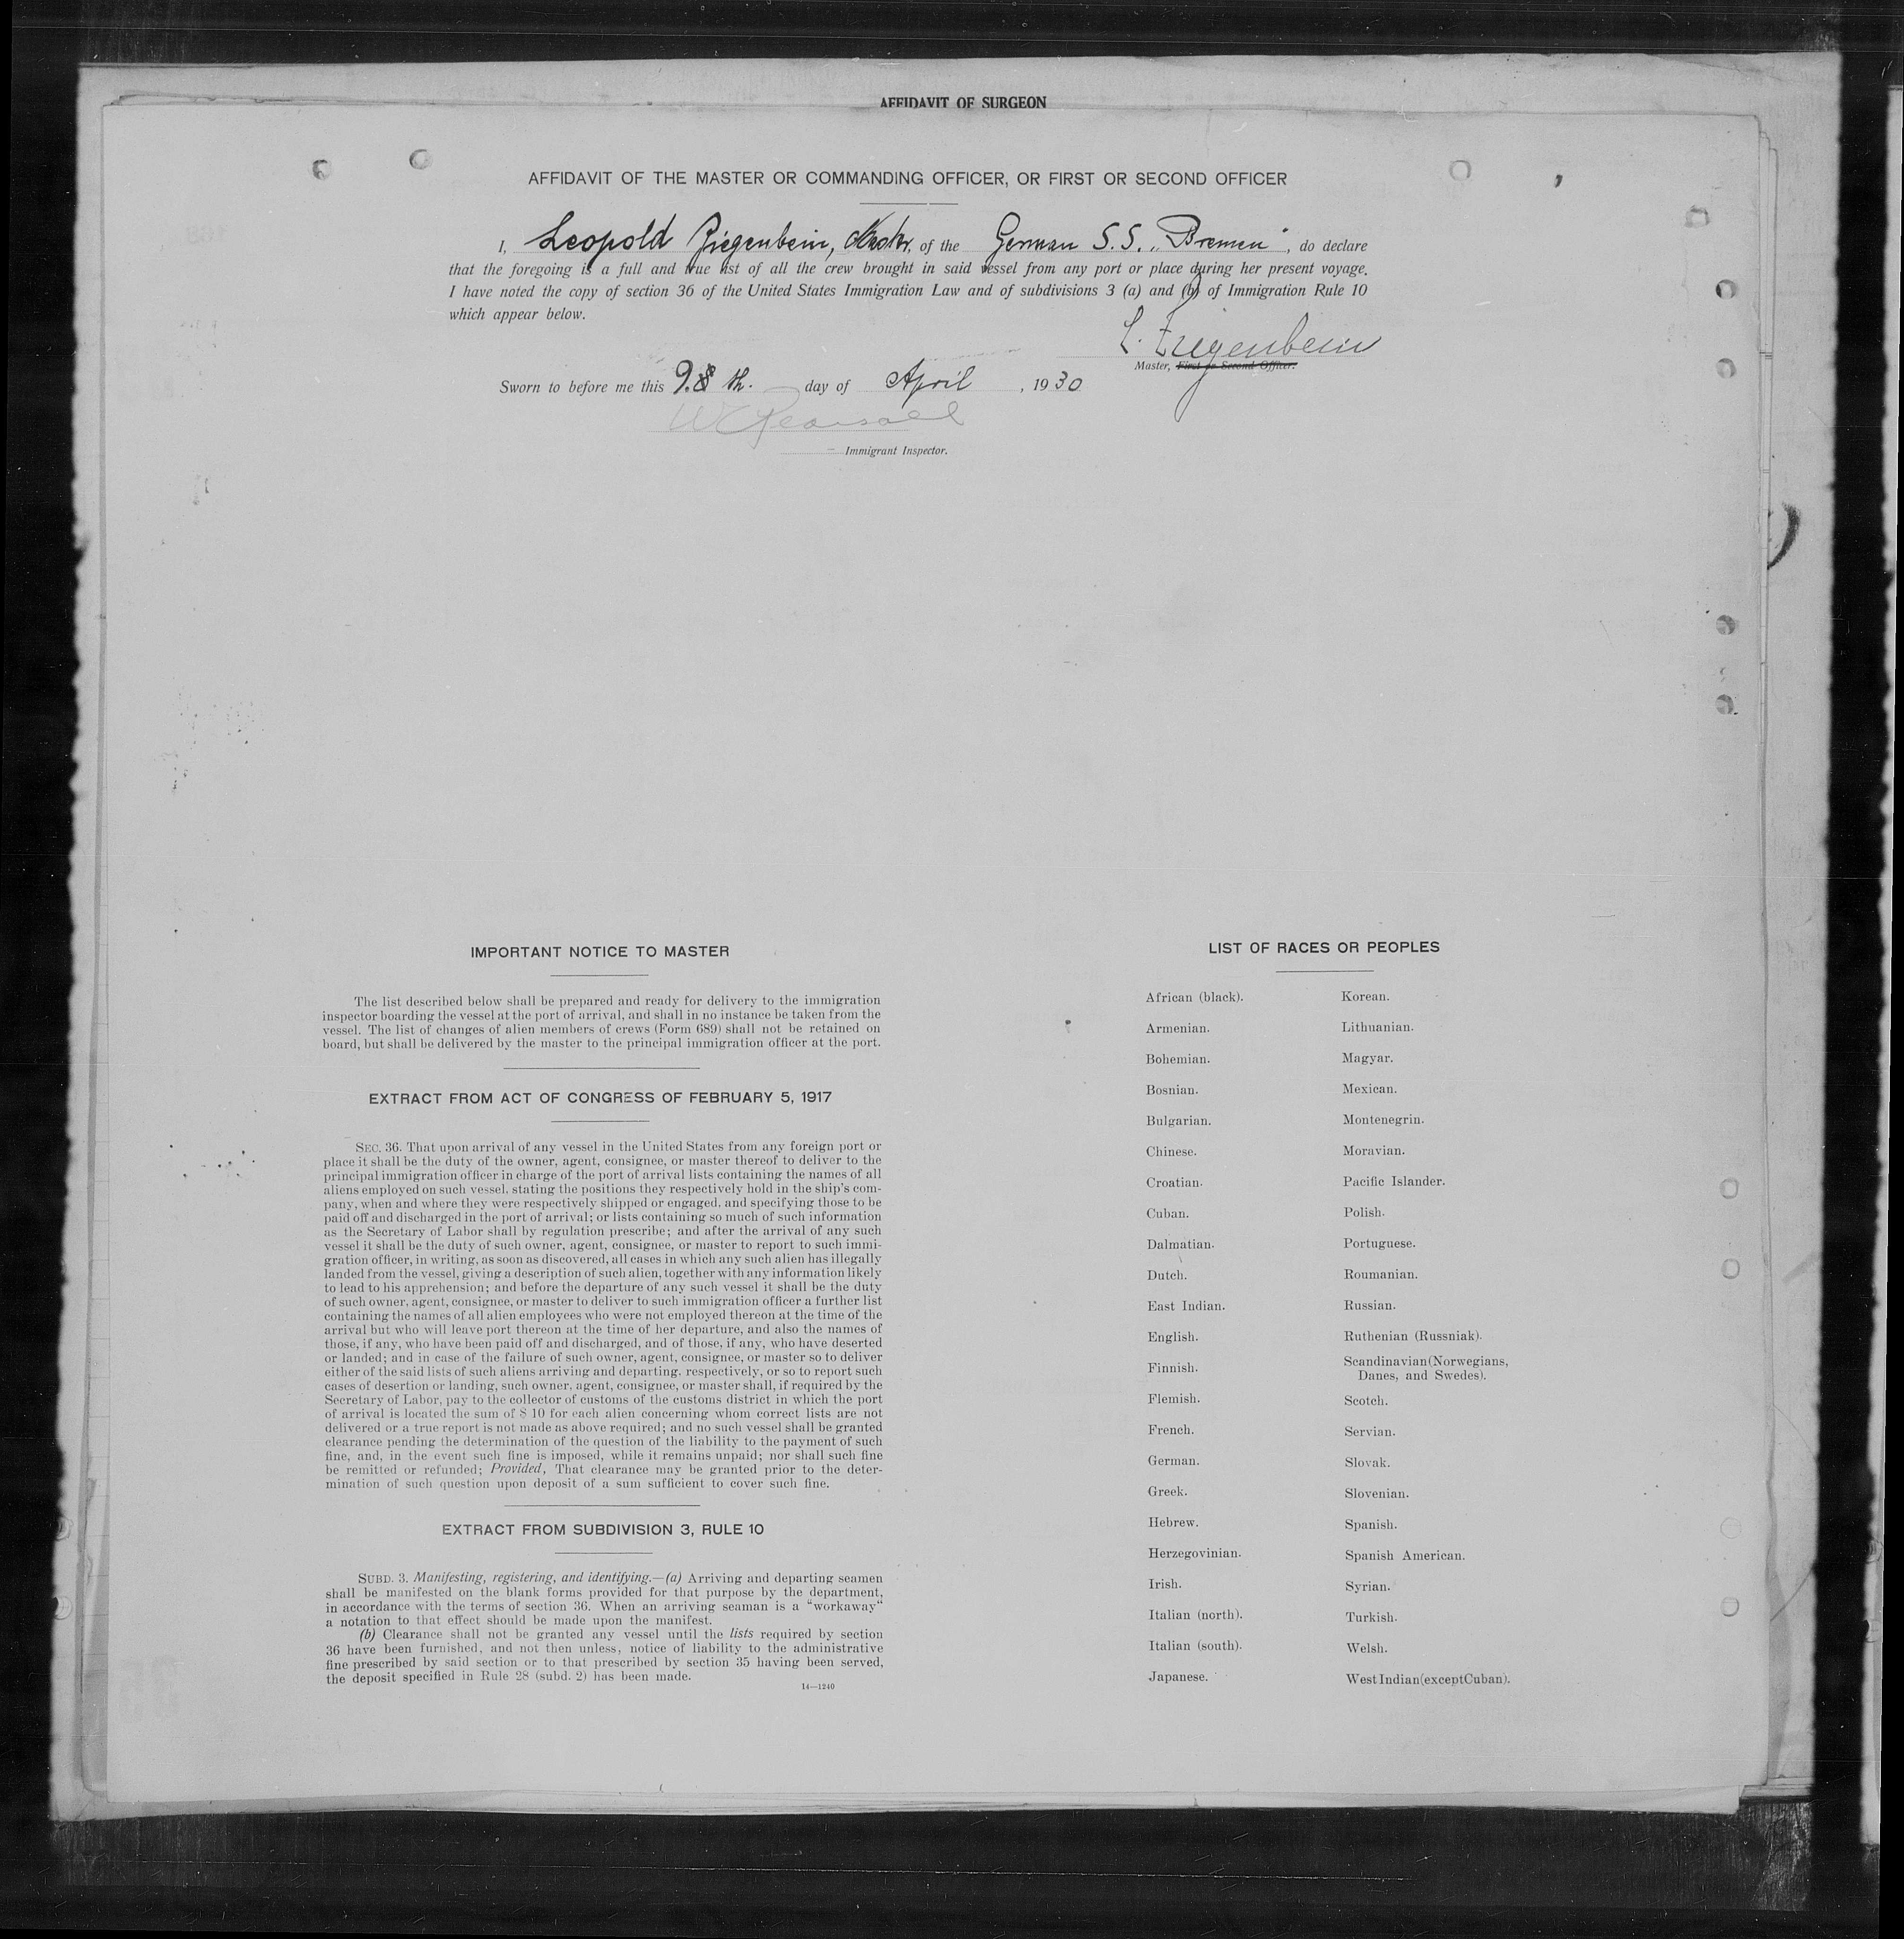 AFFIDAVIT OF SURGEON
AFFIDAVIT OF THE MASTER OR COMMANDING OFFICER, OR FIRST OR SECOND OFFICER
I, Leopold Ziegenbein, Master, of the German S.S. „Bremen", do declare
that the foregoing is a full and true list of all the crew brought in said vessel from any port or place during her present voyage.
I have noted the copy of section 36 of the United States Immigration Law and of subdivisions 3 (a) and (b) of Immigration Rule 10
which appear below.
L. Ziegenbein
Master, First or Second Officer.
Sworn to before me this 9. th. day of April, 1930
Immigrant Inspector.
IMPORTANT NOTICE TO MASTER
The list described below shall be prepared and ready for delivery to the immigration
inspector boarding the vessel at the port of arrival, and shall in no instance be taken from the
vessel. The list of changes of alien members of crews (Form 689) shall not be retained on
board, but shall be delivered by the master to the principal immigration officer at the port.
EXTRACT FROM ACT OF CONGRESS OF FEBRUARY 5, 1917
SEC. 36. That upon arrival of any vessel in the United States from any foreign port or
place it shall be the duty of the owner, agent, consignee, or master thereof to deliver to the
principal immigration officer in charge of the port of arrival lists containing the names of all
aliens employed on such vessel, stating the positions they respectively hold in the ship's com-
pany, when and where they were respectively shipped or engaged, and specifying those to be
paid off and discharged in the port of arrival; or lists containing so much of such information
as the Secretary of Labor shall by regulation prescribe; and after the arrival of any such
vessel it shall be the duty of such owner, agent, consignee, or master to report to such immi-
gration officer, in writing, as soon as discovered, all cases in which any such alien has illegally
landed from the vessel, giving a description of such alien, together with any information likely
to lead to his apprehension; and before the departure of any such vessel it shall be the duty
of such owner, agent, consignee, or master to deliver to such immigration officer a further list
containing the names of all alien employees who were not employed thereon at the time of the
arrival but who will leave port thereon at the time of her departure, and also the names of
those, if any, who have been paid off and discharged, and of those, if any, who have deserted
or landed; and in case of the failure of such owner, agent, consignee, or master so to deliver
either of the said lists of such aliens arriving and departing, respectively, or so to report such
cases of desertion or landing, such owner, agent, consignee, or master shall, if required by the
Secretary of Labor, pay to the collector of customs of the customs district in which the port
of arrival is located the sum of $ 10 for each alien concerning whom correct lists are not
delivered or a true report is not made as above required; and no such vessel shall be granted
clearance pending the determination of the question of the liability to the payment of such
fine, and, in the event such fine is imposed, while it remains unpaid; nor shall such fine
be remitted or refunded; Provided, That clearance may be granted prior to the deter-
mination of such question upon deposit of a sum sufficient to cover such fine.
EXTRACT FROM SUBDIVISION 3, RULE 10
SUBD. 3. Manifesting, registering, and identifying.—(a) Arriving and departing seamen
shall be manifested on the blank forms provided for that purpose by the department,
in accordance with the terms of section 36. When an arriving seaman is a "workaway"
a notation to that effect should be made upon the manifest.
(b) Clearance shall not be granted any vessel until the lists required by section
36 have been furnished, and not then unless, notice of liability to the administrative
fine prescribed by said section or to that prescribed by section 35 having been served,
the deposit specified in Rule 28 (subd. 2) has been made.
14—1240
LIST OF RACES OR PEOPLES
African (black). Korean.
Armenian. Lithuanian.
Bohemian. Magyar.
Bosnian. Mexican.
Bulgarian. Montenegrin.
Chinese. Moravian.
Croatian. Pacific Islander.
Cuban. Polish.
Dalmatian. Portuguese.
Dutch. Roumanian.
East Indian. Russian.
English. Ruthenian (Russniak).
Finnish. Scandinavian (Norwegians,
Danes, and Swedes).
Flemish. Scotch.
French. Servian.
German. Slovak.
Greek. Slovenian.
Hebrew. Spanish.
Herzegovinian. Spanish American.
Irish. Syrian.
Italian (north). Turkish.
Italian (south). Welsh.
Japanese. West Indian (except Cuban).